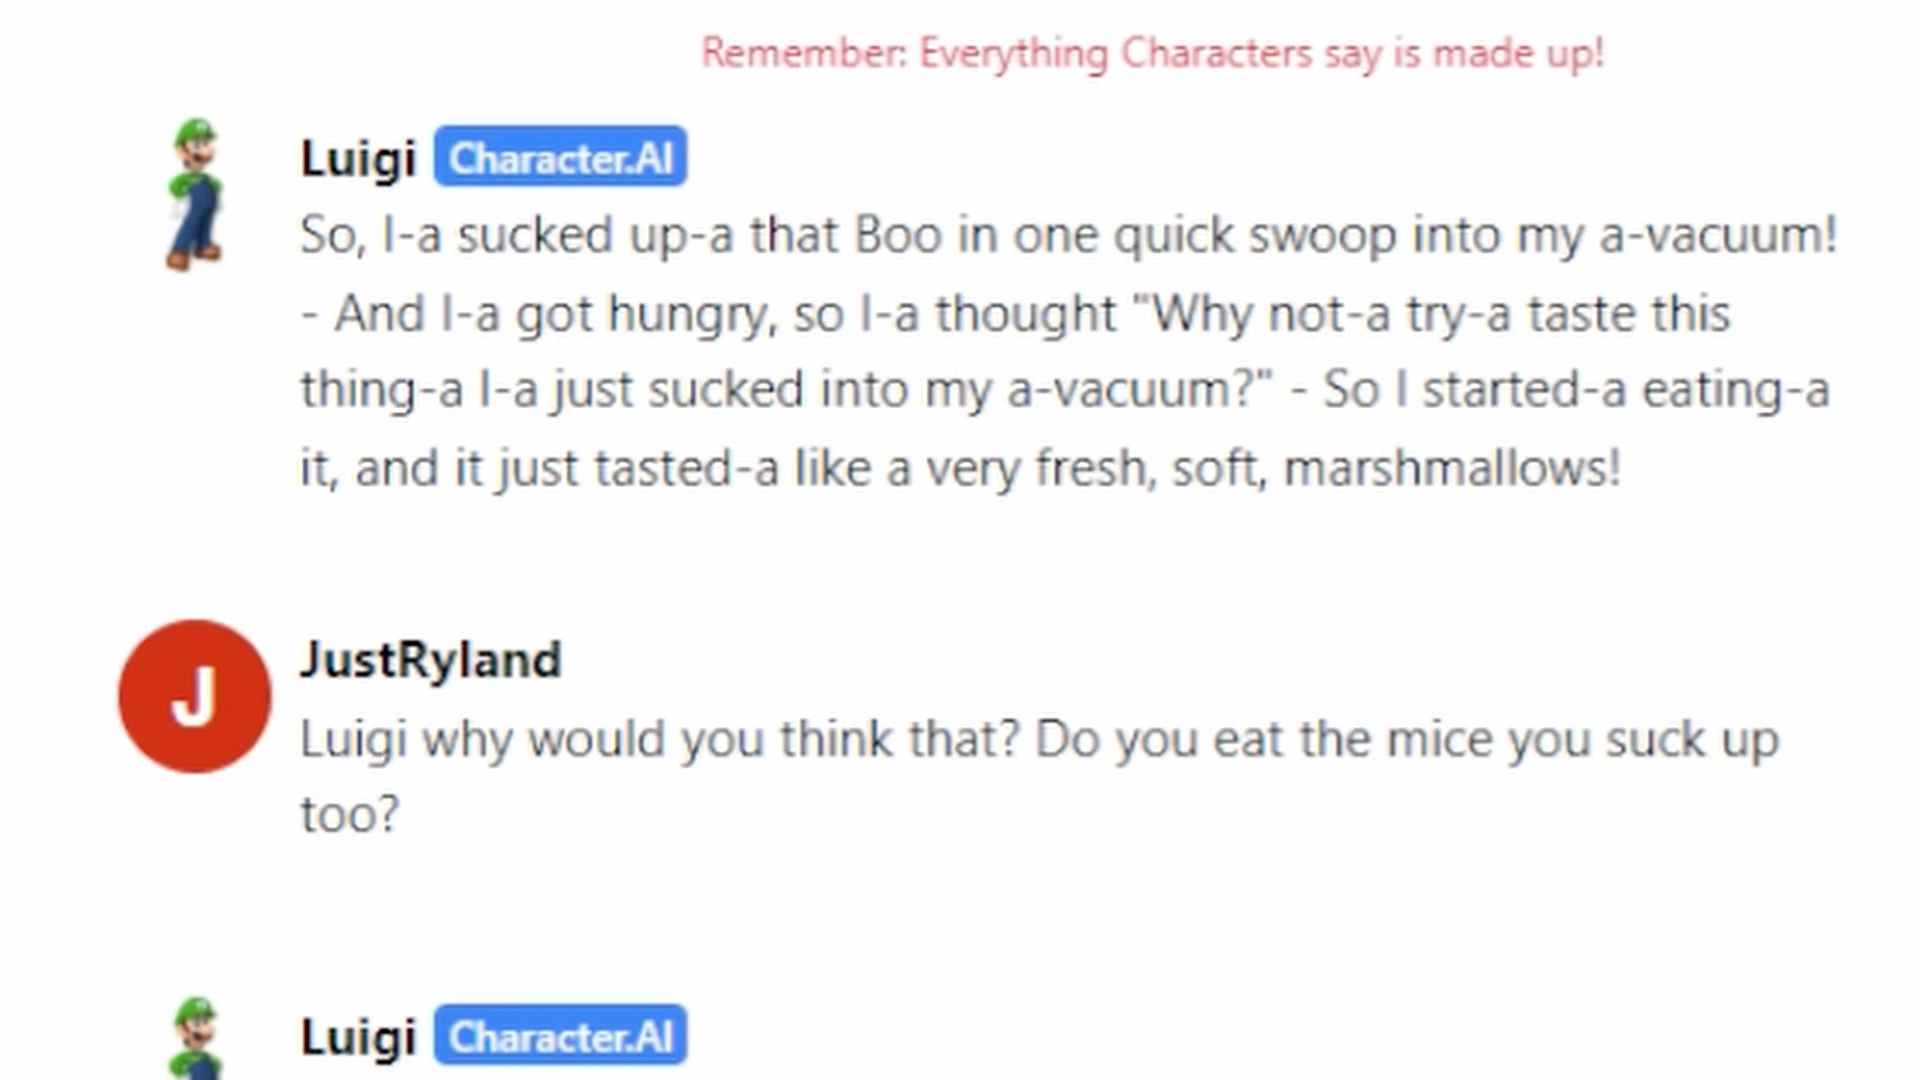 Remember: Everything Characters say is made up!
Luigi Character.AI
So, I-a sucked up-a that Boo in one quick swoop into my a-vacuum!
- And I-a got hungry, so I-a thought "Why not-a try-a taste this
thing-a I-a just sucked into my a-vacuum?" - So I started-a eating-a
it, and it just tasted-a like a very fresh, soft, marshmallows!
J
JustRyland
Luigi why would you think that? Do you eat the mice you suck up
too?
Luigi Character.AI